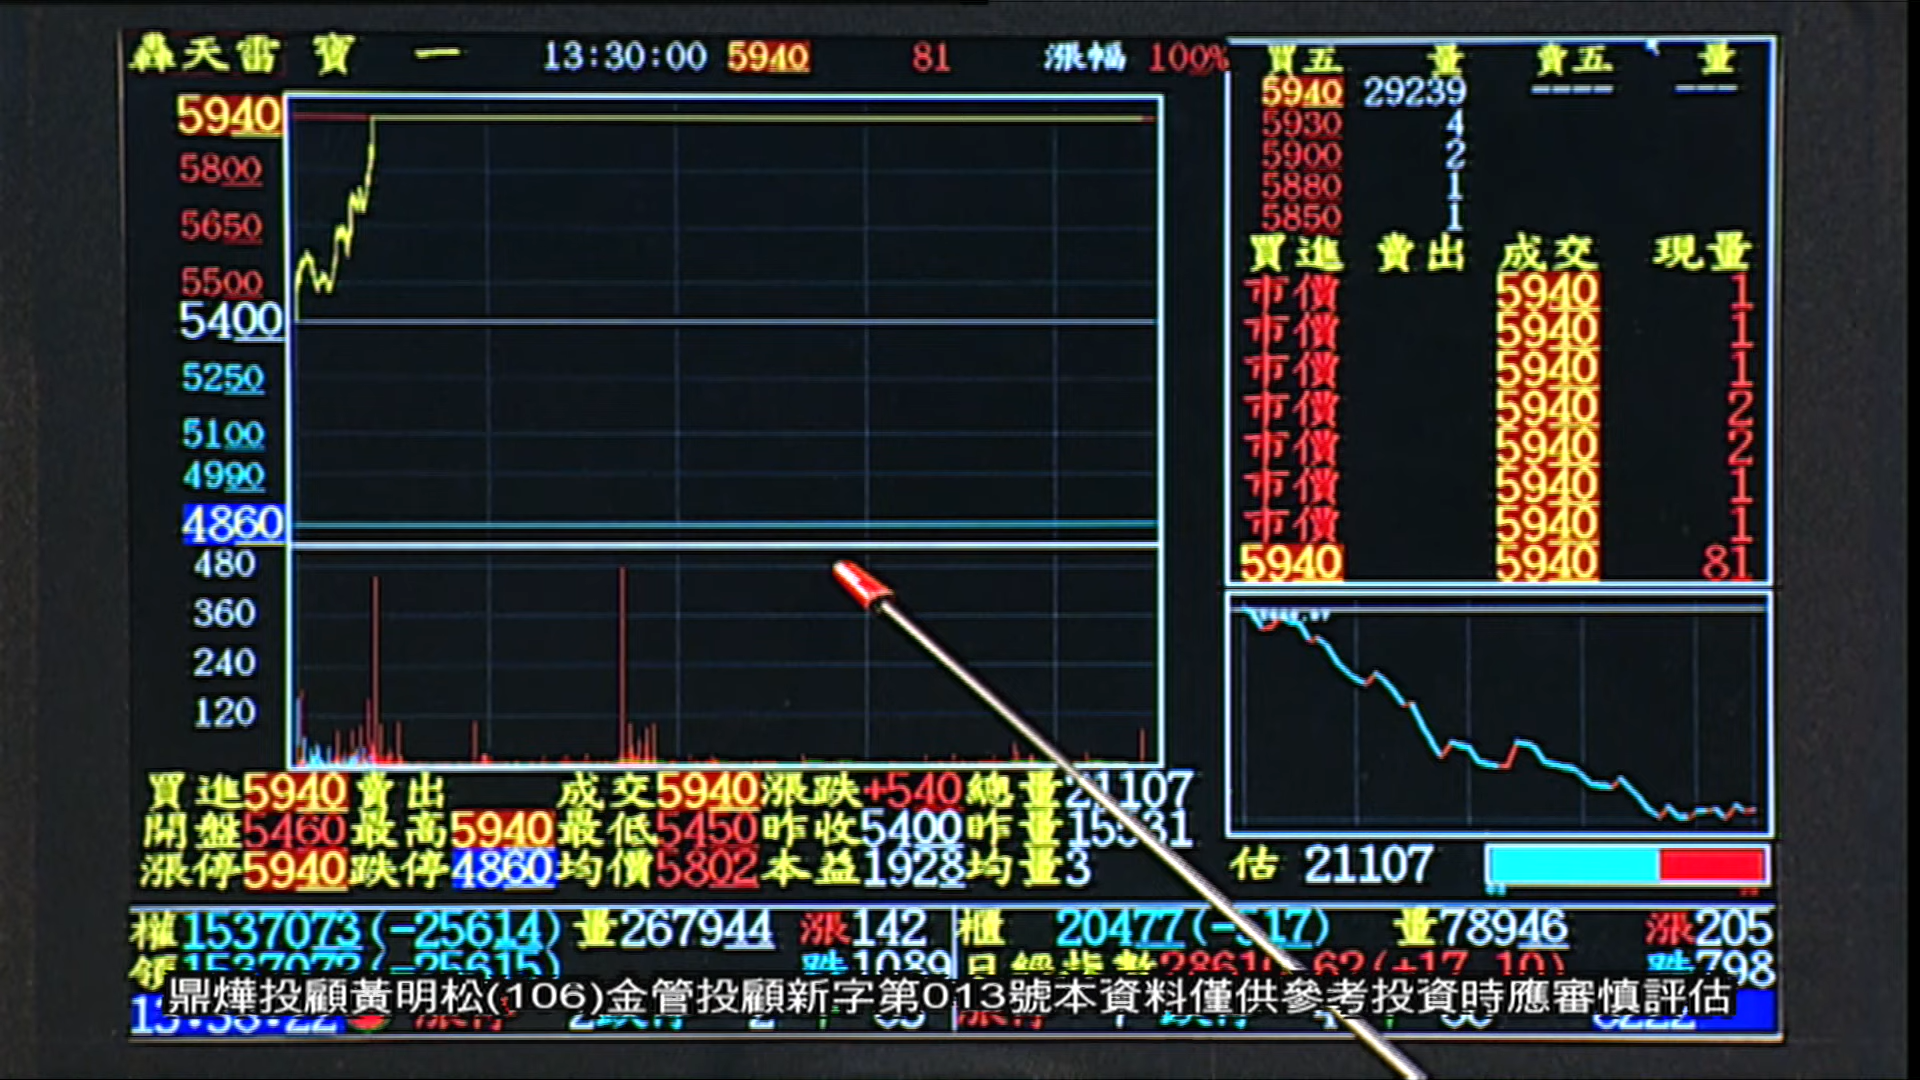 轟天雷 寶 一 13:30:00 5940 81 漲幅 100%
買五 量 賣五 量
5940 29239 ---- ---
5930 4
5900 2
5880 1
5850 1
買進 賣出 成交 現量
市價 5940 1
市價 5940 1
市價 5940 1
市價 5940 2
市價 5940 2
市價 5940 1
市價 5940 1
5940 5940 81
5940
5800
5650
5500
5400
5250
5100
4990
4860
480
360
240
120
買進5940賣出 成交5940漲跌+540總量21107
開盤5460最高5940最低5450昨收5400昨量
漲停5940跌停4860均價5802本益1928均量3
估 21107
權1537073(-25614)量267944 漲142
櫃 20477(-517) 量78946 漲205
跌1089
跌798
鼎燁投顧黃明松(106)金管投顧新字第013號本資料僅供參考投資時應審慎評估